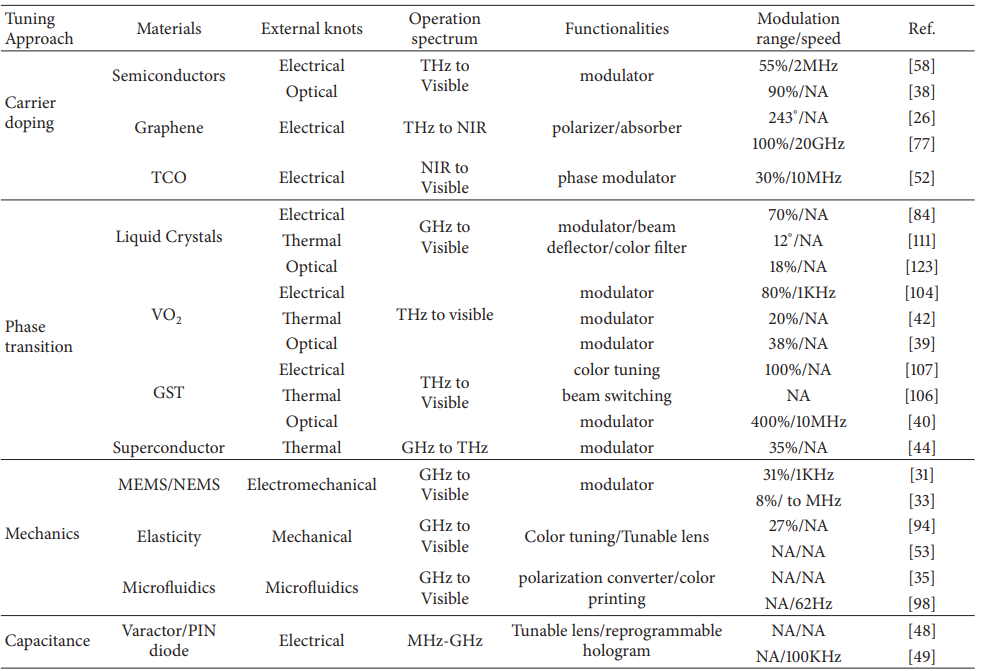 Tuning Approach Materials External knots Operation spectrum Functionalities Modulation range/speed Ref.
Carrier doping Semiconductors Electrical THz to Visible modulator 55%/2MHz [58]
Optical 90%/NA [38]
Graphene Electrical THz to NIR polarizer/absorber 243°/NA [26]
100%/20GHz [77]
TCO Electrical NIR to Visible phase modulator 30%/10MHz [52]
Phase transition Liquid Crystals Electrical GHz to Visible modulator/beam deflector/color filter 70%/NA [84]
Thermal 12°/NA [111]
Optical 18%/NA [123]
VO₂ Electrical THz to visible modulator 80%/1KHz [104]
Thermal modulator 20%/NA [42]
Optical modulator 38%/NA [39]
GST Electrical THz to Visible color tuning 100%/NA [107]
Thermal beam switching NA [106]
Optical modulator 400%/10MHz [40]
Superconductor Thermal GHz to THz modulator 35%/NA [44]
Mechanics MEMS/NEMS Electromechanical GHz to Visible modulator 31%/1KHz [31]
8%/ to MHz [33]
Elasticity Mechanical GHz to Visible Color tuning/Tunable lens 27%/NA [94]
NA/NA [53]
Microfluidics Microfluidics GHz to Visible polarization converter/color printing NA/NA [35]
NA/62Hz [98]
Capacitance Varactor/PIN diode Electrical MHz-GHz Tunable lens/reprogrammable hologram NA/NA [48]
NA/100KHz [49]